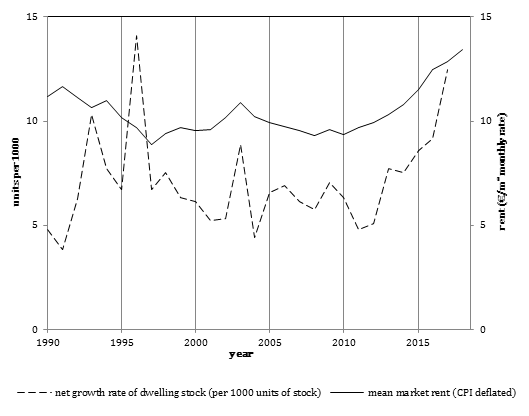 15
15
10
10
5
5
0
0
units per 1000
rent (€/m² monthly rate)
1990
1995
2000
2005
2010
2015
year
net growth rate of dwelling stock (per 1000 units of stock)
mean market rent (CPI deflated)